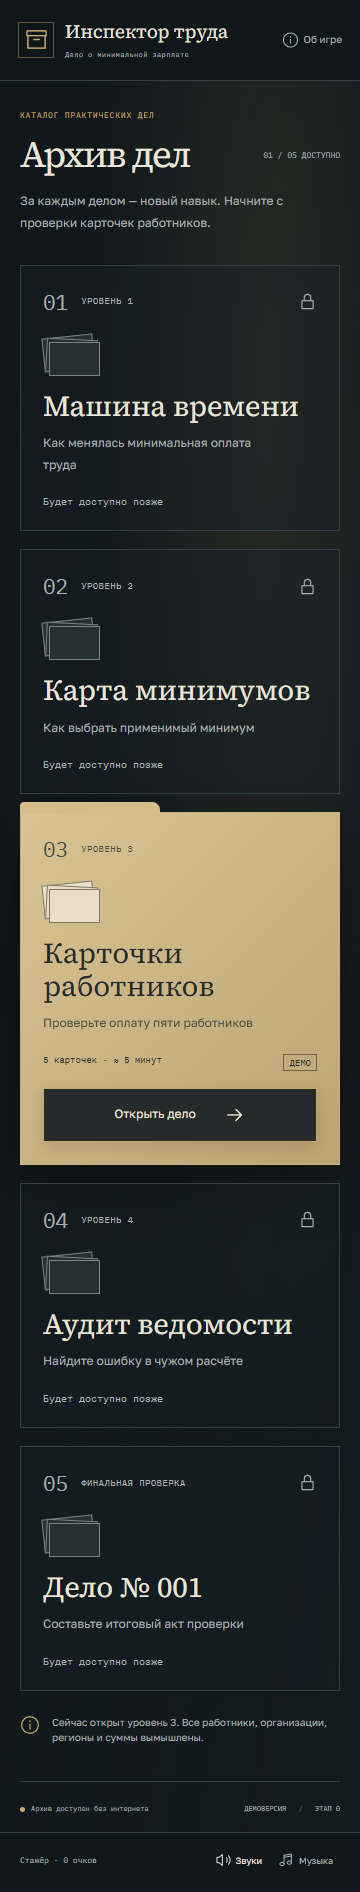 Инспектор труда
Дело о минимальной зарплате
Об игре
КАТАЛОГ ПРАКТИЧЕСКИХ ДЕЛ
Архив дел
01 / 05 ДОСТУПНО
За каждым делом — новый навык. Начните с
проверки карточек работников.
01 УРОВЕНЬ 1
Машина времени
Как менялась минимальная оплата
труда
Будет доступно позже
02 УРОВЕНЬ 2
Карта минимумов
Как выбрать применимый минимум
Будет доступно позже
03 УРОВЕНЬ 3
Карточки
работников
Проверьте оплату пяти работников
5 карточек · ≈ 5 минут
ДЕМО
Открыть дело
04 УРОВЕНЬ 4
Аудит ведомости
Найдите ошибку в чужом расчёте
Будет доступно позже
05 ФИНАЛЬНАЯ ПРОВЕРКА
Дело № 001
Составьте итоговый акт проверки
Будет доступно позже
Сейчас открыт уровень 3. Все работники, организации,
регионы и суммы вымышлены.
Архив доступен без интернета
ДЕМОВЕРСИЯ / ЭТАП 0
Стажёр · 0 очков
Звуки
Музыка